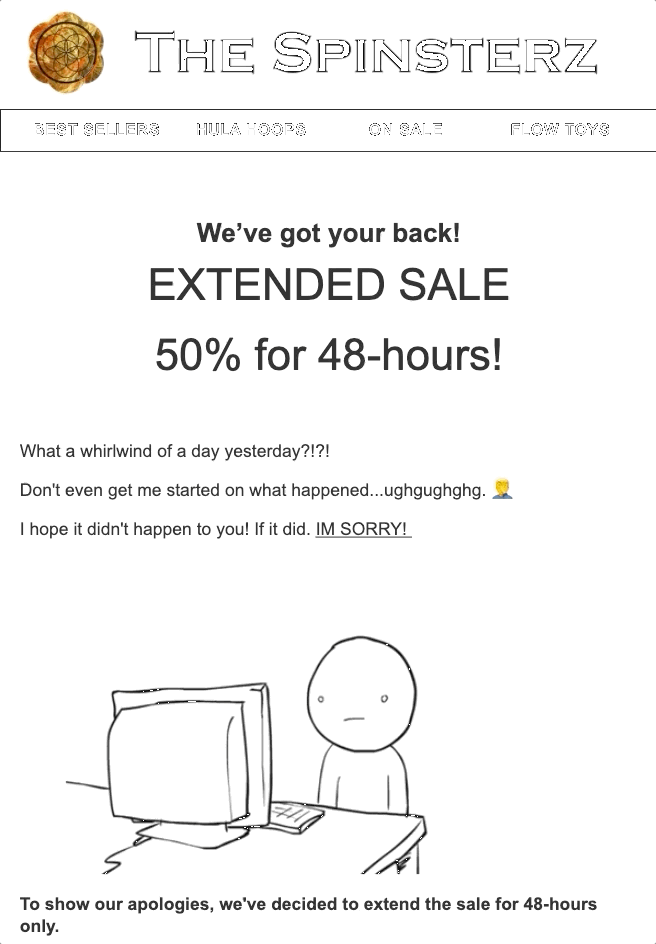 THE SPINSTERZ
BEST SELLERS HULA HOOPS ON SALE FLOW TOYS
We’ve got your back!
EXTENDED SALE
50% for 48-hours!
What a whirlwind of a day yesterday?!?!
Don't even get me started on what happened...ughgughghg. 🤦‍♂️
I hope it didn't happen to you! If it did. IM SORRY!
To show our apologies, we've decided to extend the sale for 48-hours
only.